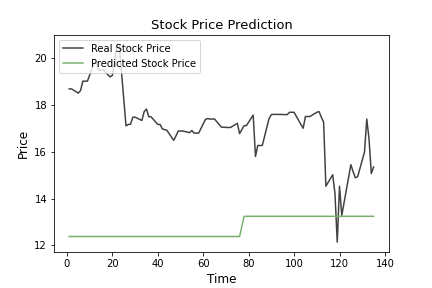 Stock Price Prediction
Real Stock Price
Predicted Stock Price
Price
20
18
16
14
12
0 20 40 60 80 100 120 140
Time